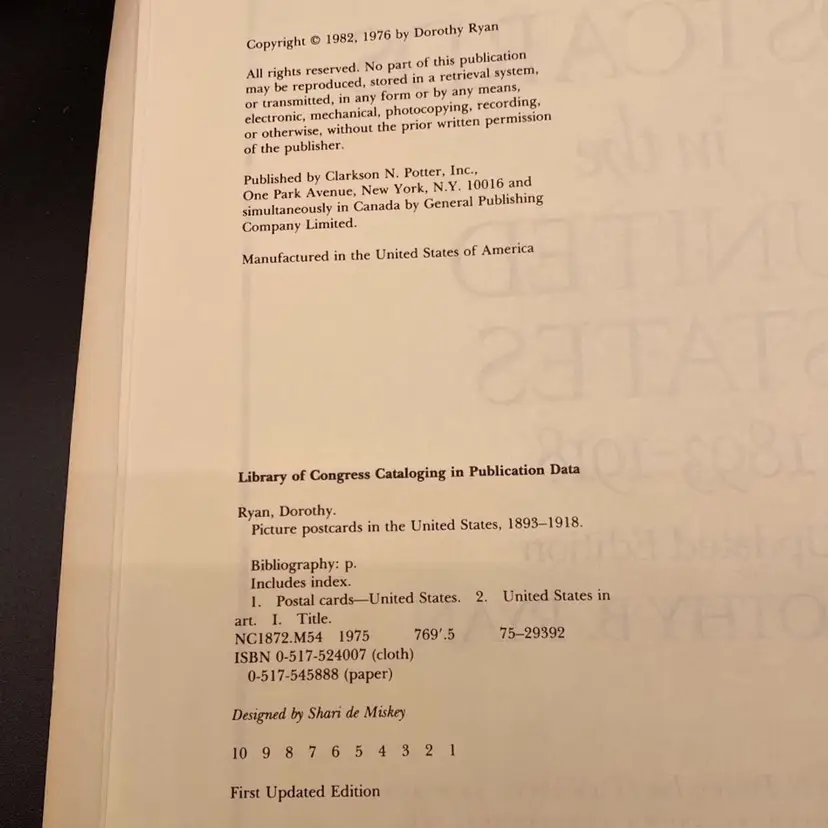 Copyright © 1982, 1976 by Dorothy Ryan
All rights reserved. No part of this publication
may be reproduced, stored in a retrieval system,
or transmitted, in any form or by any means,
electronic, mechanical, photocopying, recording,
or otherwise, without the prior written permission
of the publisher.
Published by Clarkson N. Potter, Inc.,
One Park Avenue, New York, N.Y. 10016 and
simultaneously in Canada by General Publishing
Company Limited.
Manufactured in the United States of America
Library of Congress Cataloging in Publication Data
Ryan, Dorothy.
Picture postcards in the United States, 1893–1918.
Bibliography: p.
Includes index.
1. Postal cards—United States. 2. United States in
art. I. Title.
NC1872.M54 1975 769'.5 75–29392
ISBN 0-517-524007 (cloth)
0-517-545888 (paper)
Designed by Shari de Miskey
10 9 8 7 6 5 4 3 2 1
First Updated Edition